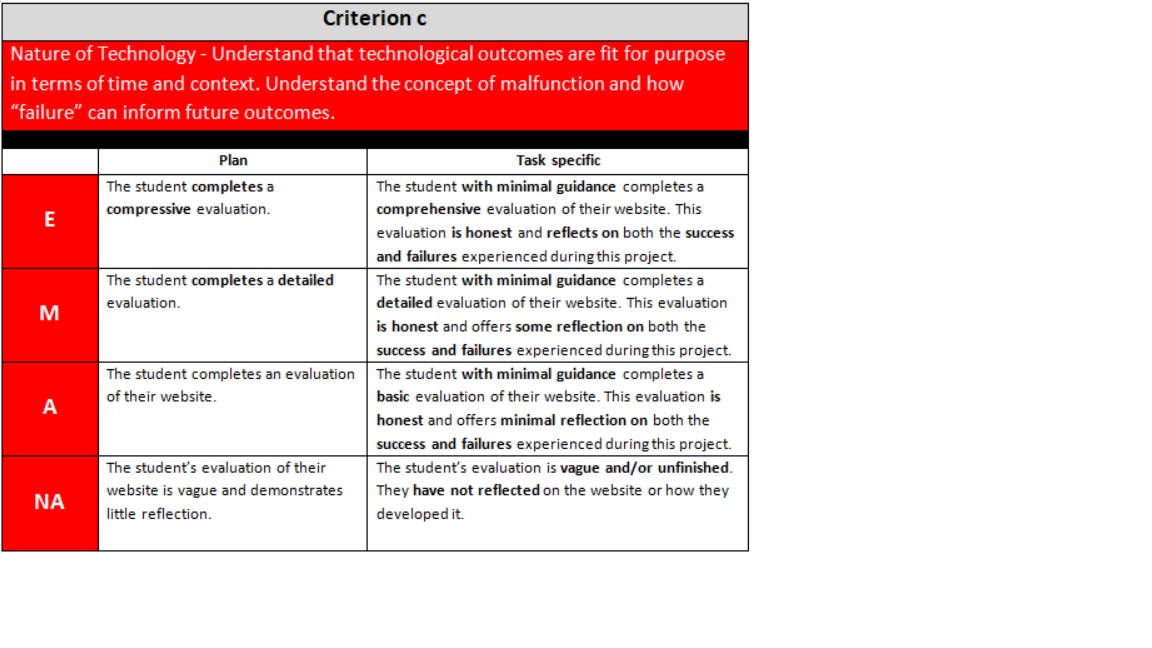 Criterion c
Nature of Technology - Understand that technological outcomes are fit for purpose
in terms of time and context. Understand the concept of malfunction and how
“failure” can inform future outcomes.
Plan
Task specific
E
The student completes a
compressive evaluation.
The student with minimal guidance completes a
comprehensive evaluation of their website. This
evaluation is honest and reflects on both the success
and failures experienced during this project.
M
The student completes a detailed
evaluation.
The student with minimal guidance completes a
detailed evaluation of their website. This evaluation
is honest and offers some reflection on both the
success and failures experienced during this project.
A
The student completes an evaluation
of their website.
The student with minimal guidance completes a
basic evaluation of their website. This evaluation is
honest and offers minimal reflection on both the
success and failures experienced during this project.
NA
The student’s evaluation of their
website is vague and demonstrates
little reflection.
The student’s evaluation is vague and/or unfinished.
They have not reflected on the website or how they
developed it.